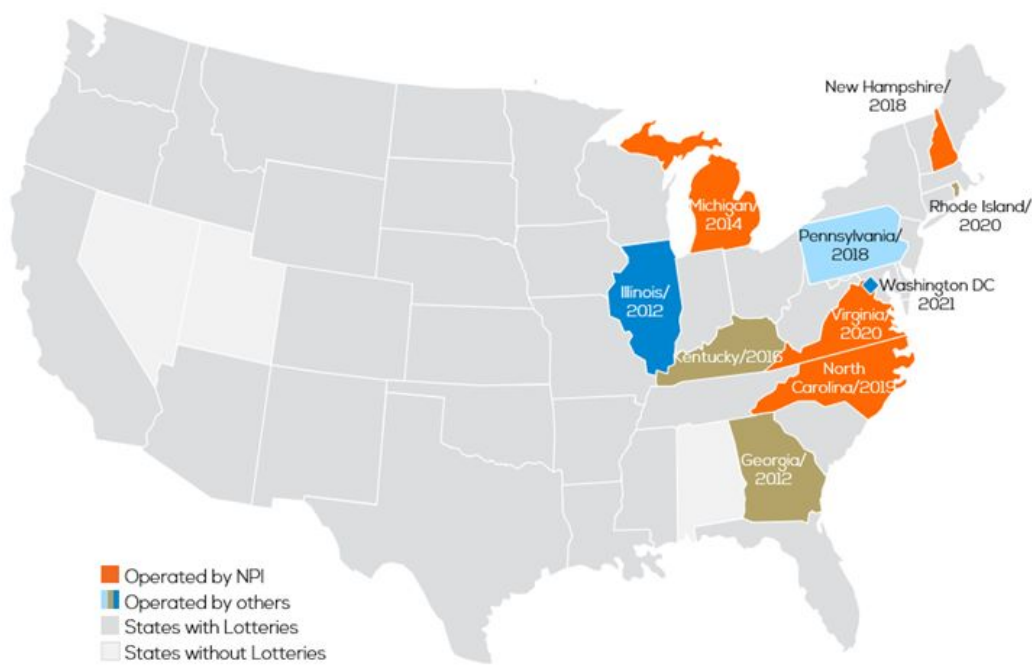 New Hampshire/
2018
Michigan/
2014
Rhode Island/
2020
Pennsylvania/
2018
Washington DC
2021
Illinois/
2012
Virginia/
2020
Kentucky/2016
North
Carolina/2019
Georgia/
2012
Operated by NPI
Operated by others
States with Lotteries
States without Lotteries